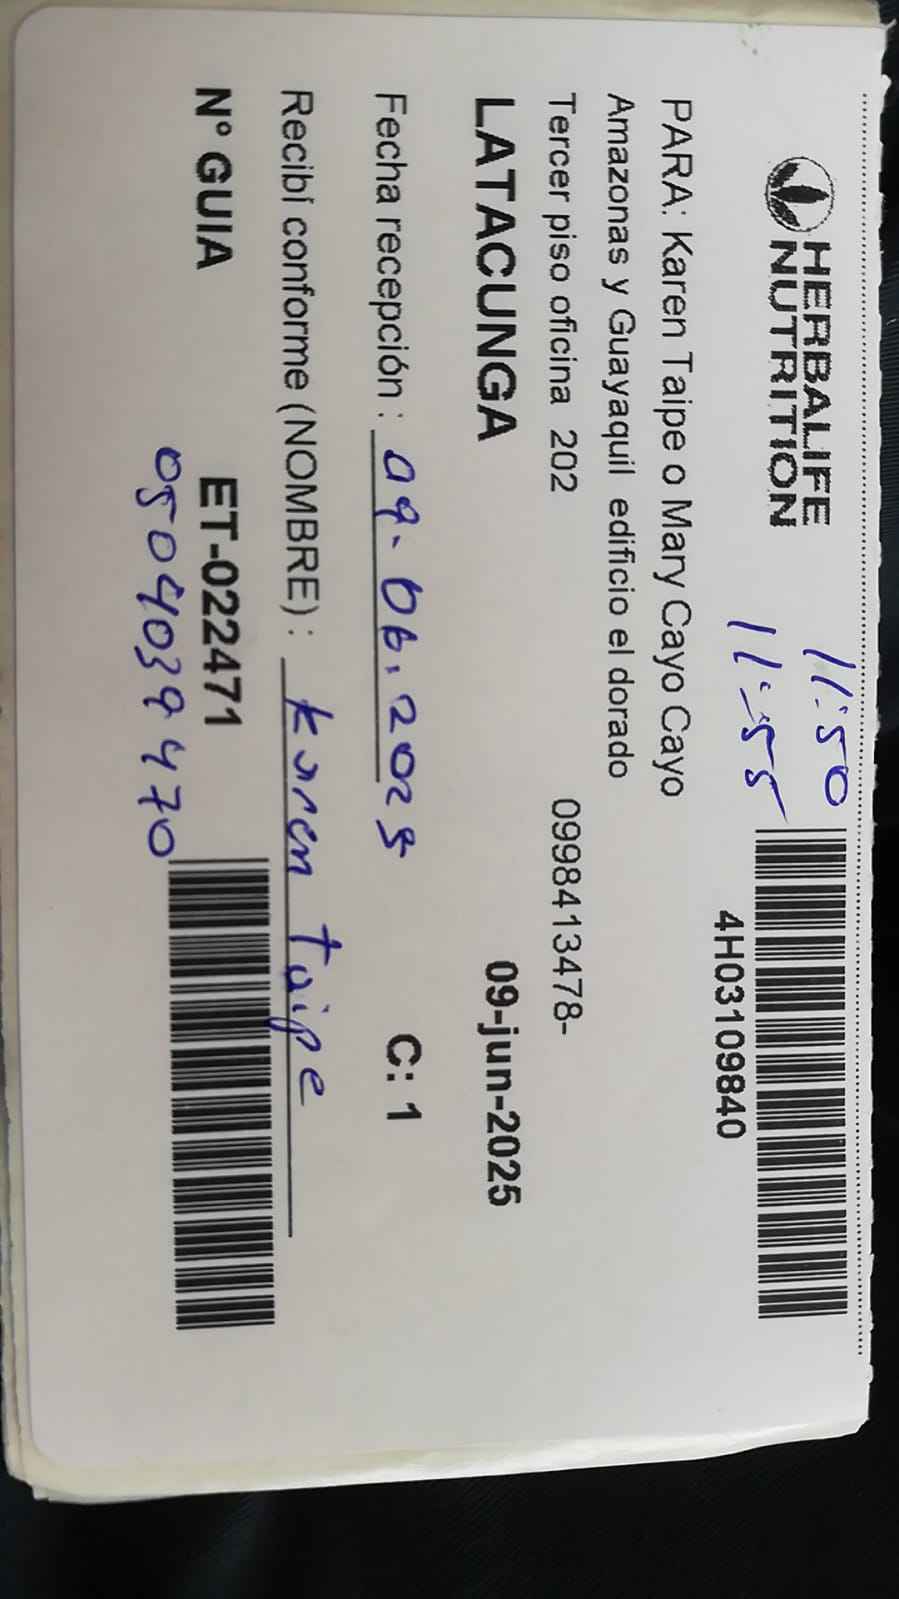 HERBALIFE
NUTRITION
11:50
11:55
4H03109840
PARA: Karen Taipe o Mary Cayo Cayo
Amazonas y Guayaquil edificio el dorado
Tercer piso oficina 202
0998413478-
LATACUNGA
09-jun-2025
Fecha recepción : 09-06.2025
C: 1
Recibí conforme (NOMBRE) : karen taipe
N° GUIA
ET-022471
0504039470